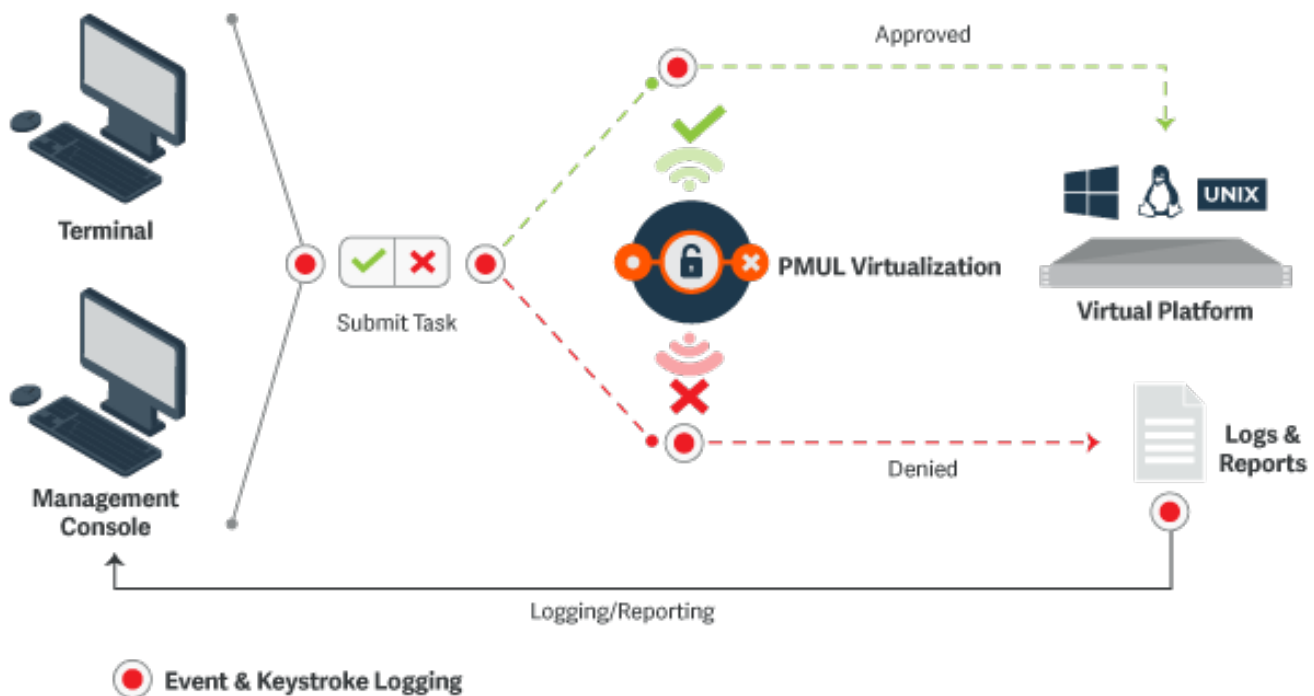 Approved
Terminal
UNIX
PMUL Virtualization
Submit Task
Virtual Platform
Management
Console
Denied
Logs &
Reports
Logging/Reporting
Event & Keystroke Logging